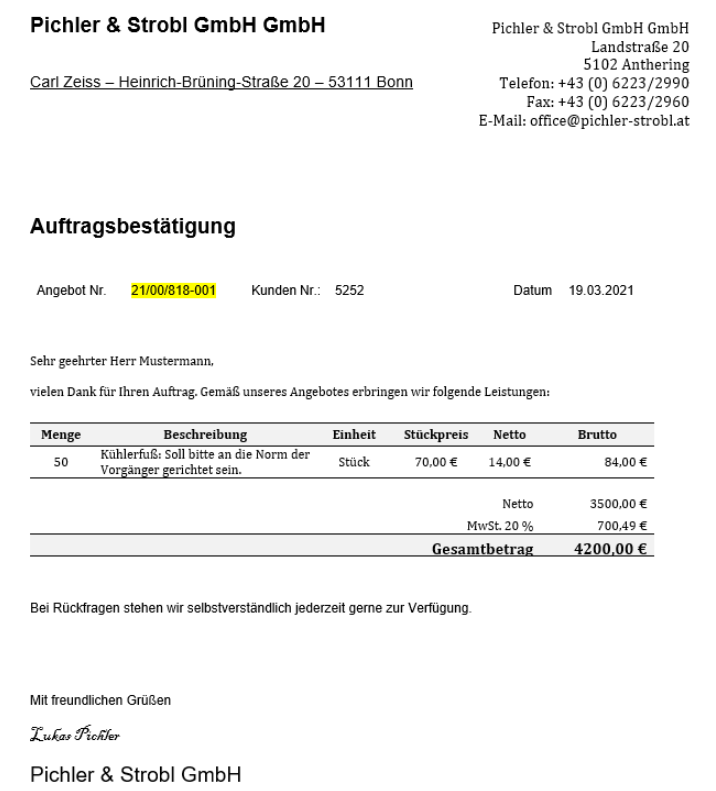 Pichler & Strobl GmbH GmbH
Pichler & Strobl GmbH GmbH
Landstraße 20
5102 Anthering
Telefon: +43 (0) 6223/2990
Fax: +43 (0) 6223/2960
E-Mail: office@pichler-strobl.at
Carl Zeiss – Heinrich-Brüning-Straße 20 – 53111 Bonn
Auftragsbestätigung
Angebot Nr. 21/00/818-001 Kunden Nr.: 5252 Datum 19.03.2021
Sehr geehrter Herr Mustermann,
vielen Dank für Ihren Auftrag. Gemäß unseres Angebotes erbringen wir folgende Leistungen:
Menge Beschreibung Einheit Stückpreis Netto Brutto
50 Kühlerfuß: Soll bitte an die Norm der Stück 70,00 € 14,00 € 84,00 €
Vorgänger gerichtet sein.
Netto 3500,00 €
MwSt. 20 % 700,49 €
Gesamtbetrag 4200,00 €
Bei Rückfragen stehen wir selbstverständlich jederzeit gerne zur Verfügung.
Mit freundlichen Grüßen
Lukas Pichler
Pichler & Strobl GmbH